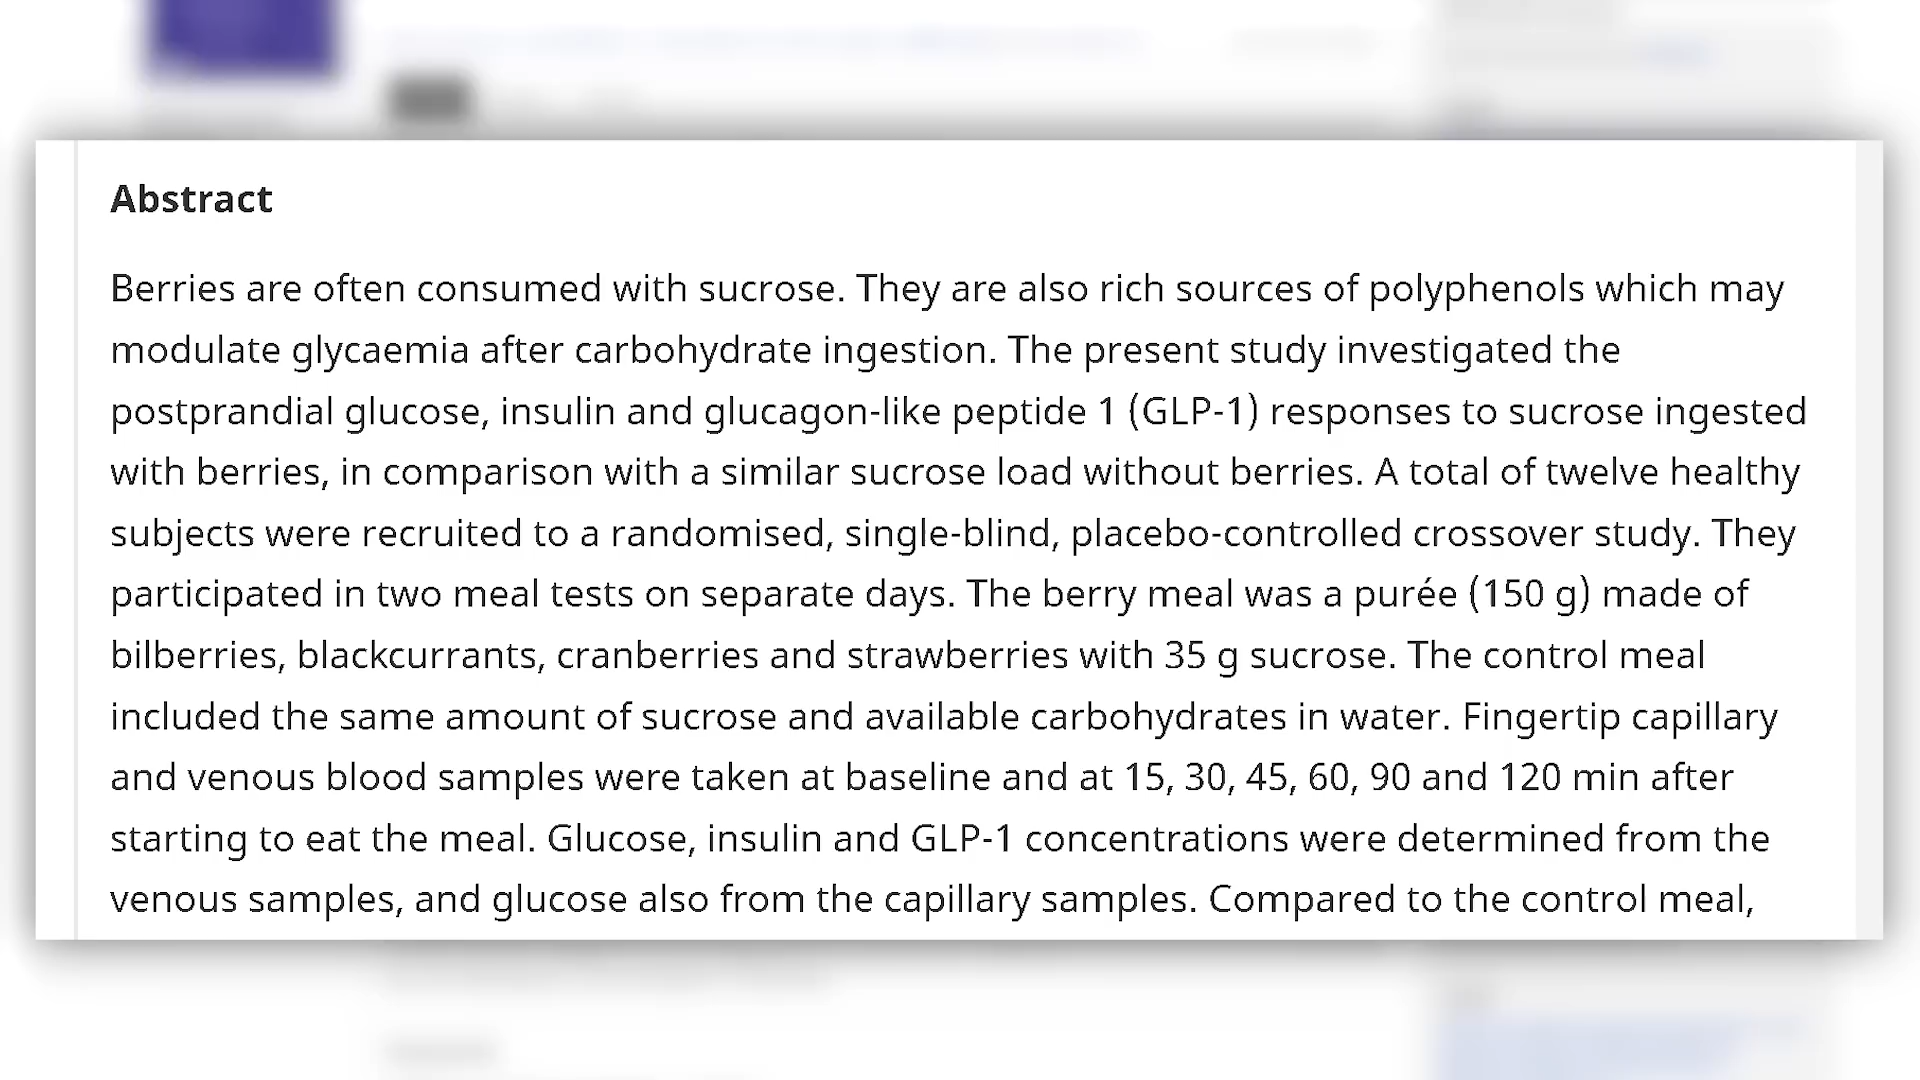 Abstract
Berries are often consumed with sucrose. They are also rich sources of polyphenols which may
modulate glycaemia after carbohydrate ingestion. The present study investigated the
postprandial glucose, insulin and glucagon-like peptide 1 (GLP-1) responses to sucrose ingested
with berries, in comparison with a similar sucrose load without berries. A total of twelve healthy
subjects were recruited to a randomised, single-blind, placebo-controlled crossover study. They
participated in two meal tests on separate days. The berry meal was a purée (150 g) made of
bilberries, blackcurrants, cranberries and strawberries with 35 g sucrose. The control meal
included the same amount of sucrose and available carbohydrates in water. Fingertip capillary
and venous blood samples were taken at baseline and at 15, 30, 45, 60, 90 and 120 min after
starting to eat the meal. Glucose, insulin and GLP-1 concentrations were determined from the
venous samples, and glucose also from the capillary samples. Compared to the control meal,